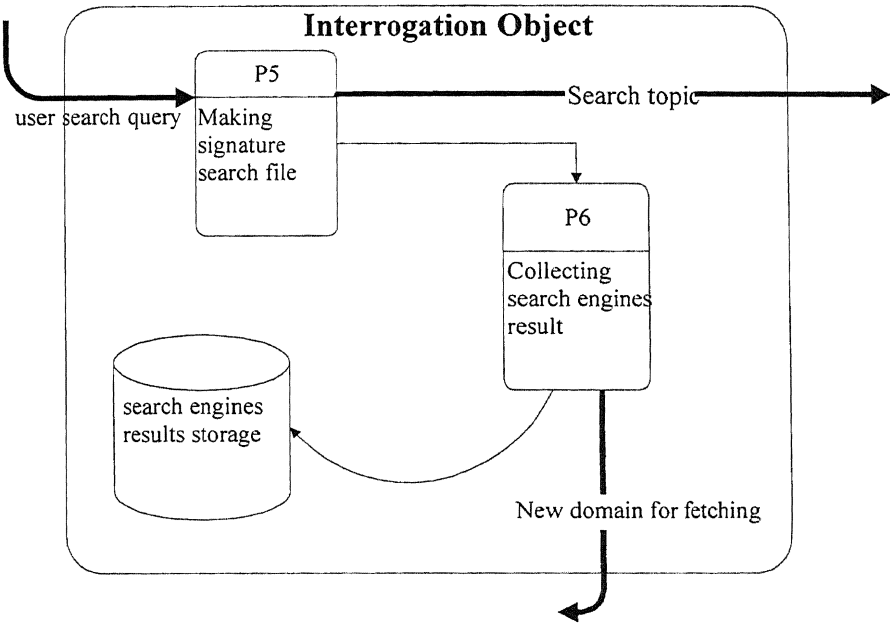 Interrogation Object
P5
user search query
Making
signature
search file
Search topic
P6
Collecting
search engines
result
search engines
results storage
New domain for fetching